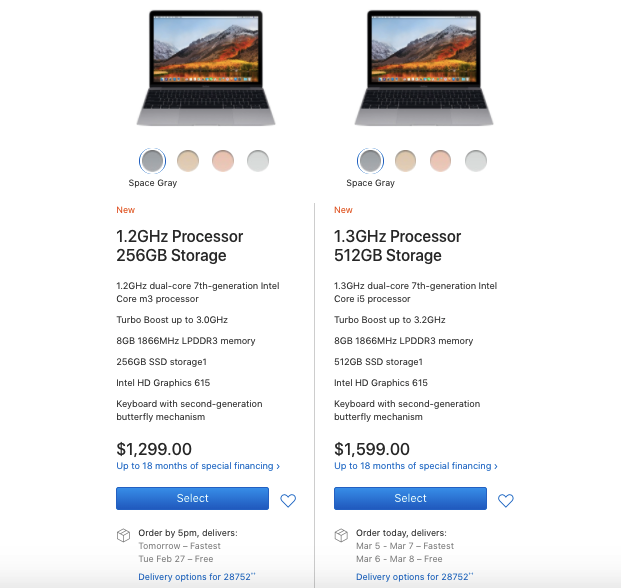 Space Gray
New
1.2GHz Processor
256GB Storage
1.2GHz dual-core 7th-generation Intel
Core m3 processor
Turbo Boost up to 3.0GHz
8GB 1866MHz LPDDR3 memory
256GB SSD storage1
Intel HD Graphics 615
Keyboard with second-generation
butterfly mechanism
$1,299.00
Up to 18 months of special financing ›
Select
Order by 5pm, delivers:
Tomorrow – Fastest
Tue Feb 27 – Free
Delivery options for 28752**
Space Gray
New
1.3GHz Processor
512GB Storage
1.3GHz dual-core 7th-generation Intel
Core i5 processor
Turbo Boost up to 3.2GHz
8GB 1866MHz LPDDR3 memory
512GB SSD storage1
Intel HD Graphics 615
Keyboard with second-generation
butterfly mechanism
$1,599.00
Up to 18 months of special financing ›
Select
Order today, delivers:
Mar 5 - Mar 7 – Fastest
Mar 6 - Mar 8 – Free
Delivery options for 28752**